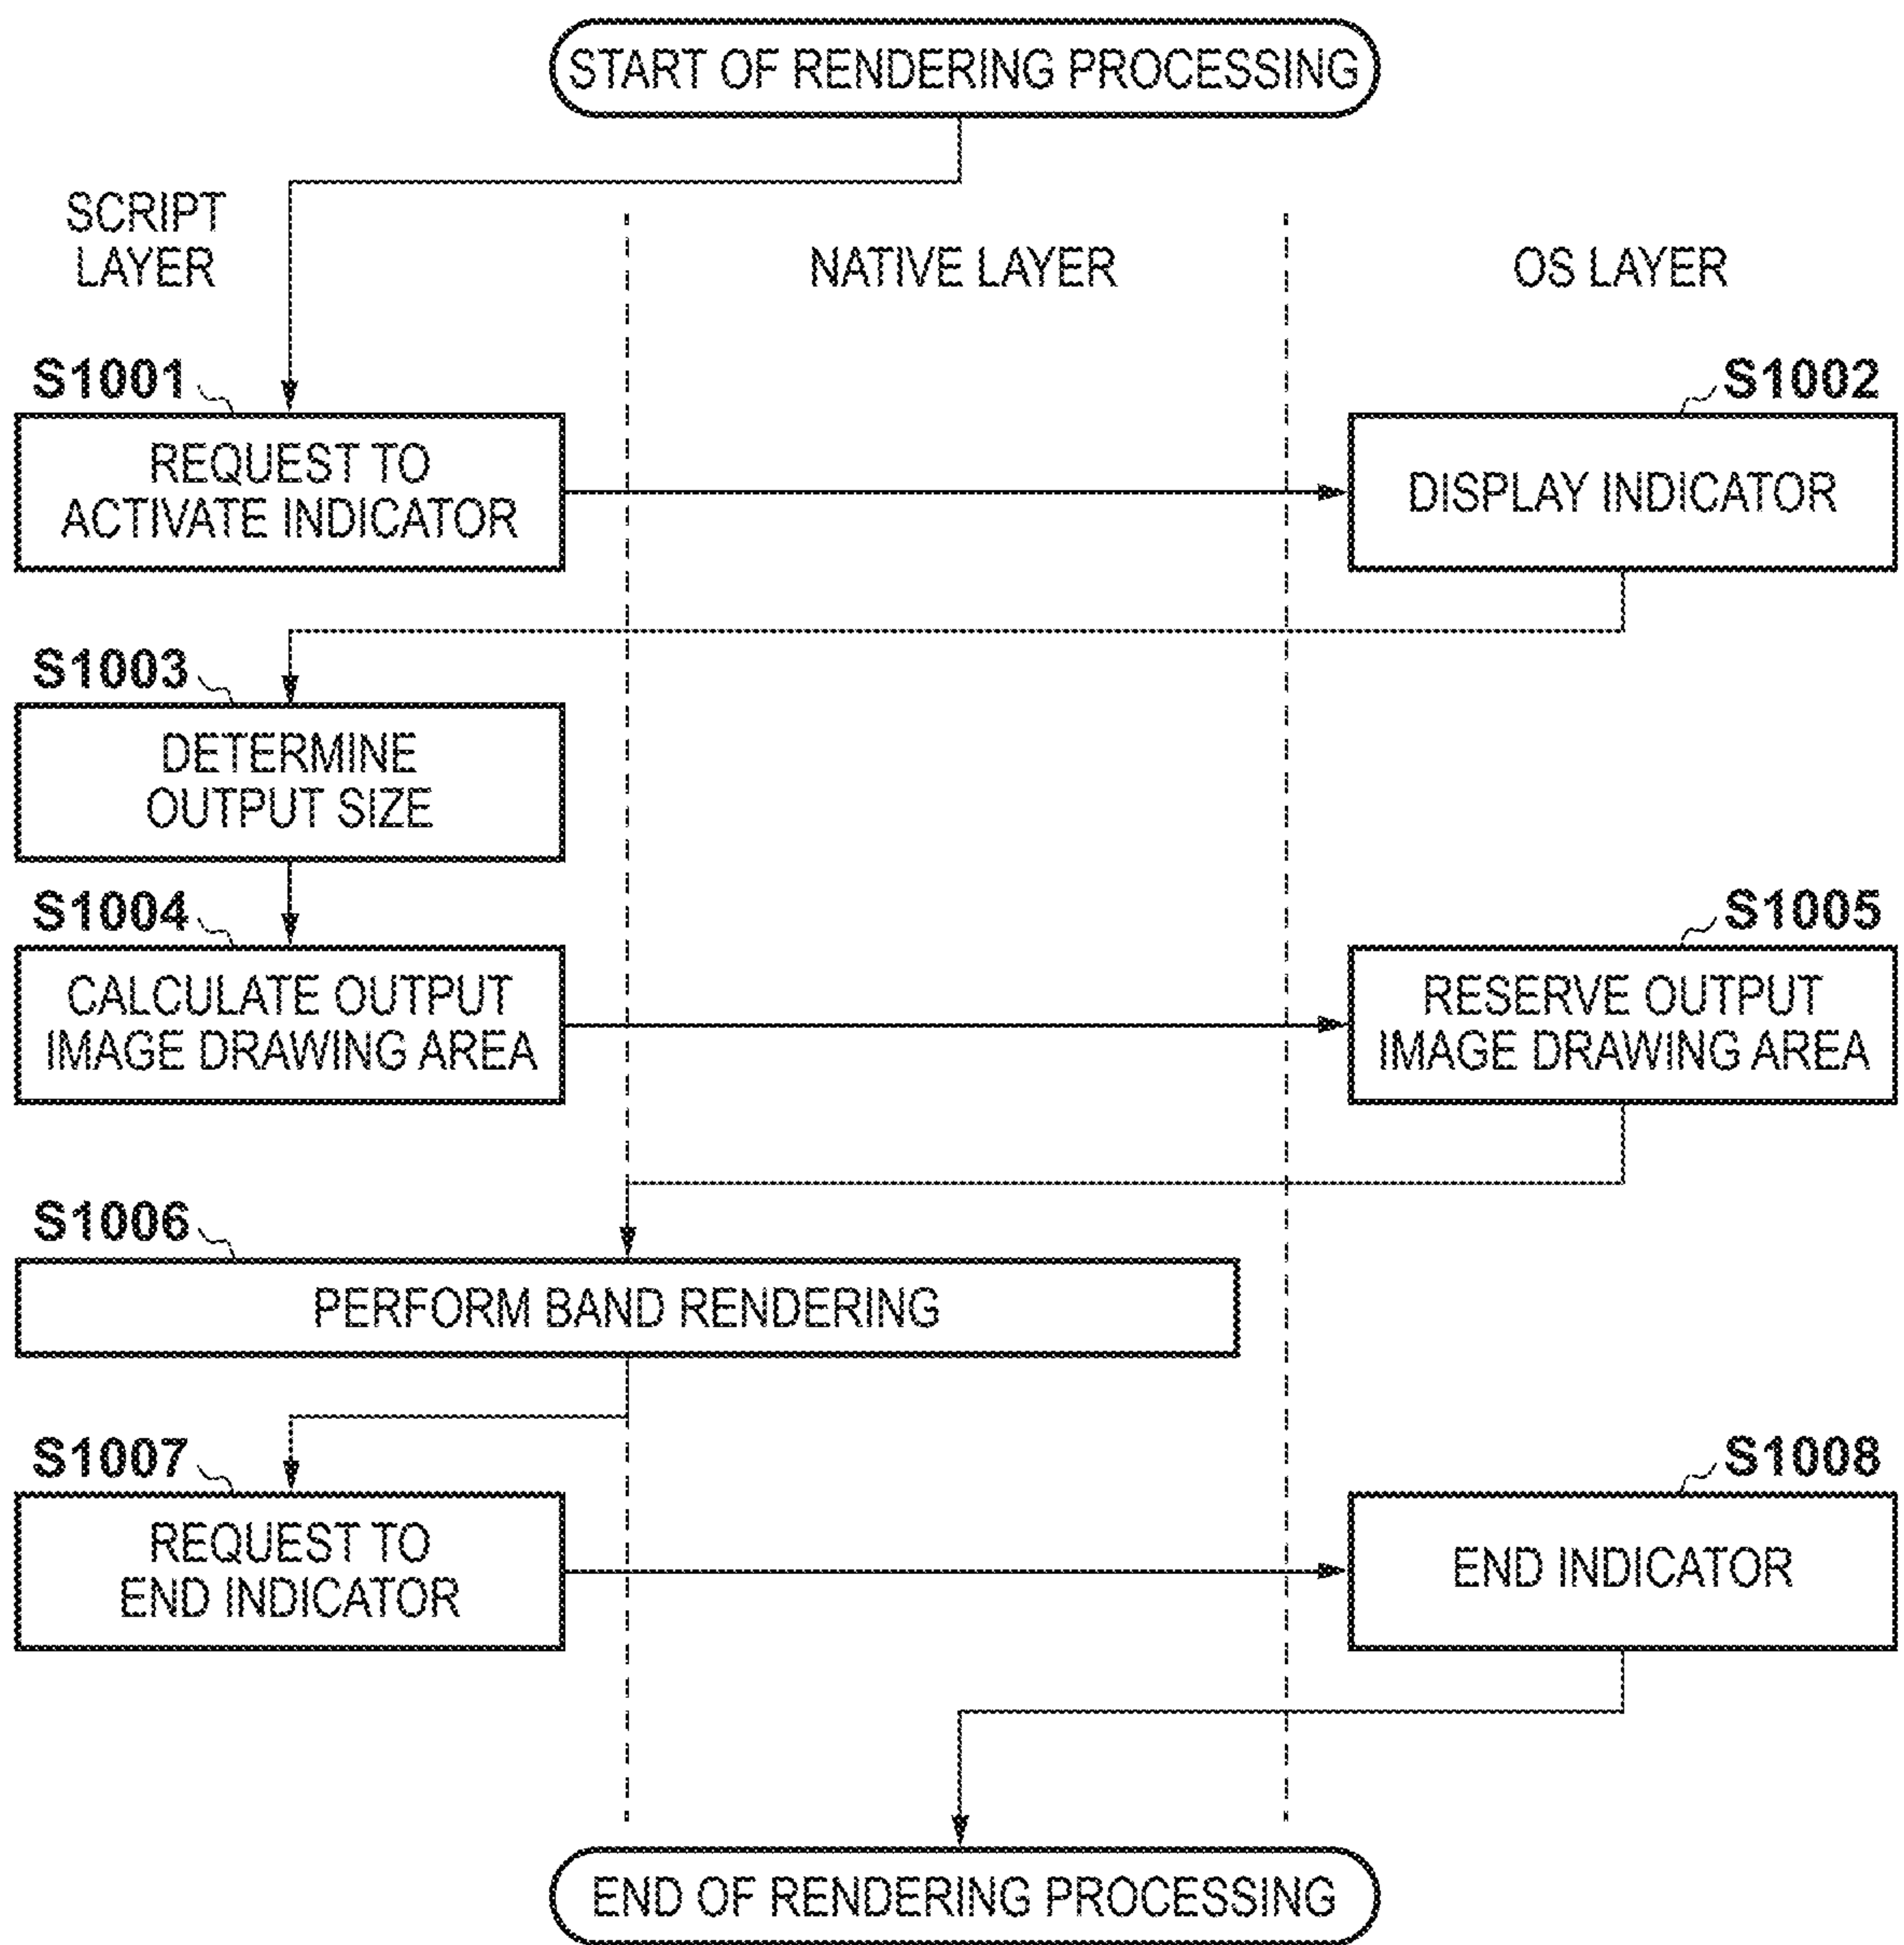 START OF RENDERING PROCESSING
SCRIPT
LAYER
NATIVE LAYER
OS LAYER
S1001
S1002
REQUEST TO
ACTIVATE INDICATOR
DISPLAY INDICATOR
S1003
DETERMINE
OUTPUT SIZE
S1004
S1005
CALCULATE OUTPUT
IMAGE DRAWING AREA
RESERVE OUTPUT
IMAGE DRAWING AREA
S1006
PERFORM BAND RENDERING
S1007
S1008
REQUEST TO
END INDICATOR
END INDICATOR
END OF RENDERING PROCESSING